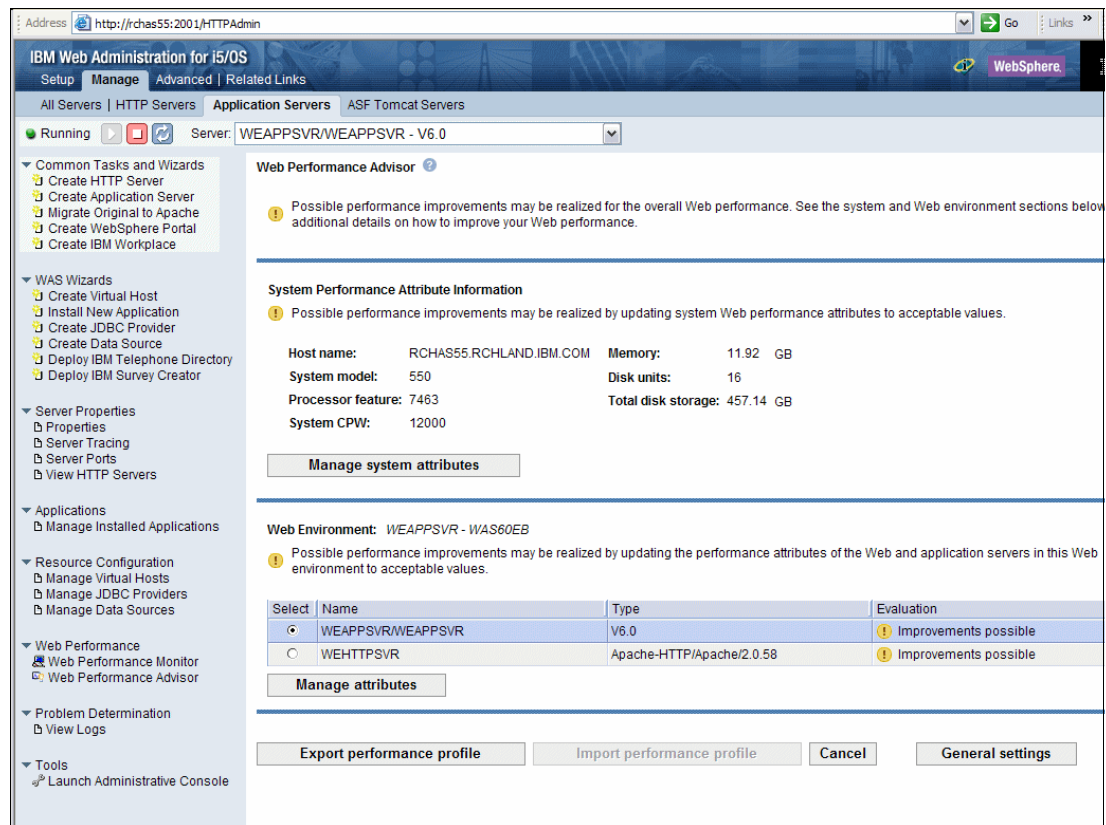 Address http://rchas55:2001/HTTPAdmin Go Links »
IBM Web Administration for i5/OS
WebSphere.
Setup Manage Advanced | Related Links
All Servers | HTTP Servers Application Servers ASF Tomcat Servers
Running Server: WEAPPSVR/WEAPPSVR - V6.0
Common Tasks and Wizards
Create HTTP Server
Create Application Server
Migrate Original to Apache
Create WebSphere Portal
Create IBM Workplace
WAS Wizards
Create Virtual Host
Install New Application
Create JDBC Provider
Create Data Source
Deploy IBM Telephone Directory
Deploy IBM Survey Creator
Server Properties
Properties
Server Tracing
Server Ports
View HTTP Servers
Applications
Manage Installed Applications
Resource Configuration
Manage Virtual Hosts
Manage JDBC Providers
Manage Data Sources
Web Performance
Web Performance Monitor
Web Performance Advisor
Problem Determination
View Logs
Tools
Launch Administrative Console
Web Performance Advisor ?
Possible performance improvements may be realized for the overall Web performance. See the system and Web environment sections below
additional details on how to improve your Web performance.
System Performance Attribute Information
Possible performance improvements may be realized by updating system Web performance attributes to acceptable values.
Host name: RCHAS55.RCHLAND.IBM.COM Memory: 11.92 GB
System model: 550 Disk units: 16
Processor feature: 7463 Total disk storage: 457.14 GB
System CPW: 12000
Manage system attributes
Web Environment: WEAPPSVR - WAS60EB
Possible performance improvements may be realized by updating the performance attributes of the Web and application servers in this Web
environment to acceptable values.
Select Name Type Evaluation
WEAPPSVR/WEAPPSVR V6.0 Improvements possible
WEHTTPSVR Apache-HTTP/Apache/2.0.58 Improvements possible
Manage attributes
Export performance profile Import performance profile Cancel General settings